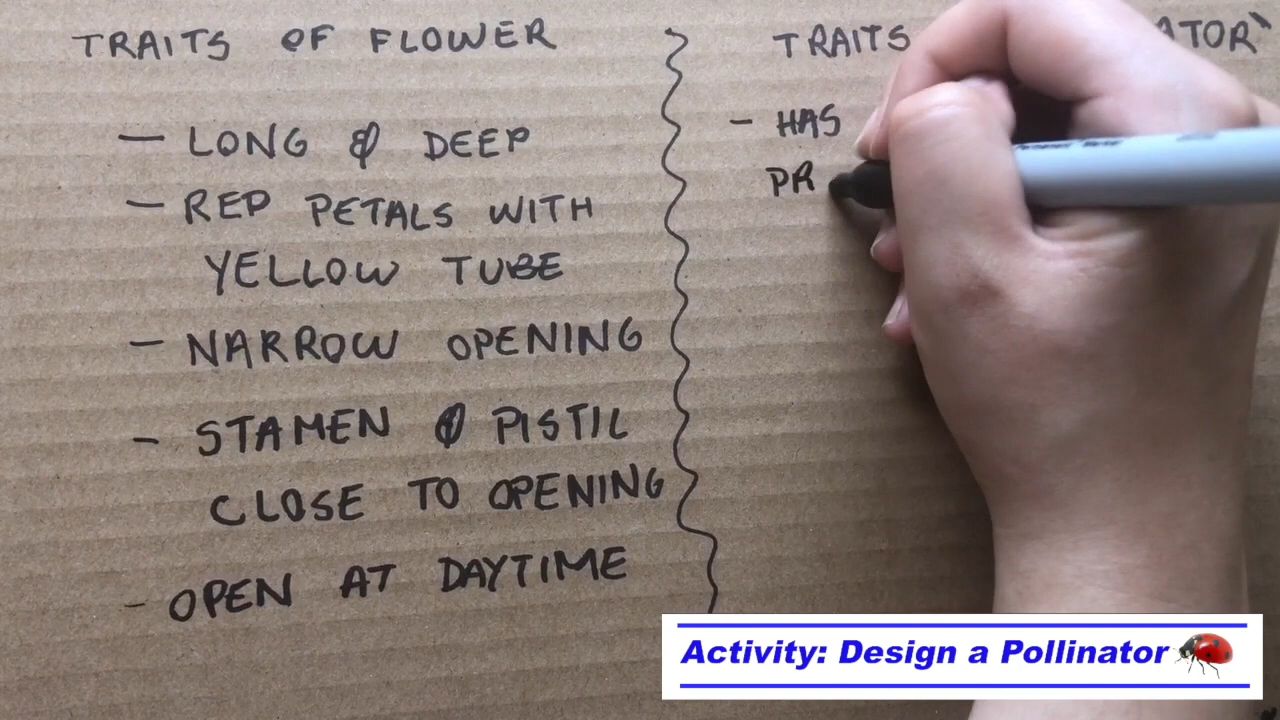 TRAITS OF FLOWER
— LONG & DEEP
— RED PETALS WITH
YELLOW TUBE
— NARROW OPENING
- STAMEN & PISTIL
CLOSE TO OPENING
- OPEN AT DAYTIME
TRAITS
- HAS
Activity: Design a Pollinator